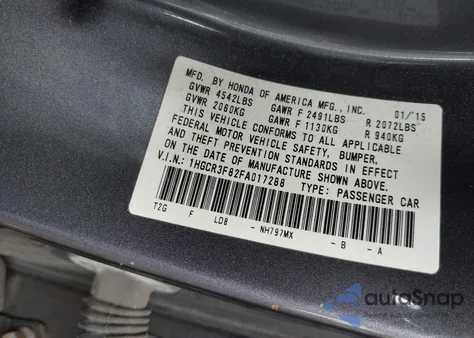 MFD. BY HONDA OF AMERICA MFG., INC. 01/'15
GVWR 4542LBS GAWR F 2491LBS R 2072LBS
GVWR 2060KG GAWR F 1130KG R 940KG
THIS VEHICLE CONFORMS TO ALL APPLICABLE
FEDERAL MOTOR VEHICLE SAFETY, BUMPER,
AND THEFT PREVENTION STANDARDS IN EFFECT
ON THE DATE OF MANUFACTURE SHOWN ABOVE.
V.I.N: 1HGCR3F82FA017288 TYPE: PASSENGER CAR
T2G F LD8 - NH797MX - B - A
autoSnap